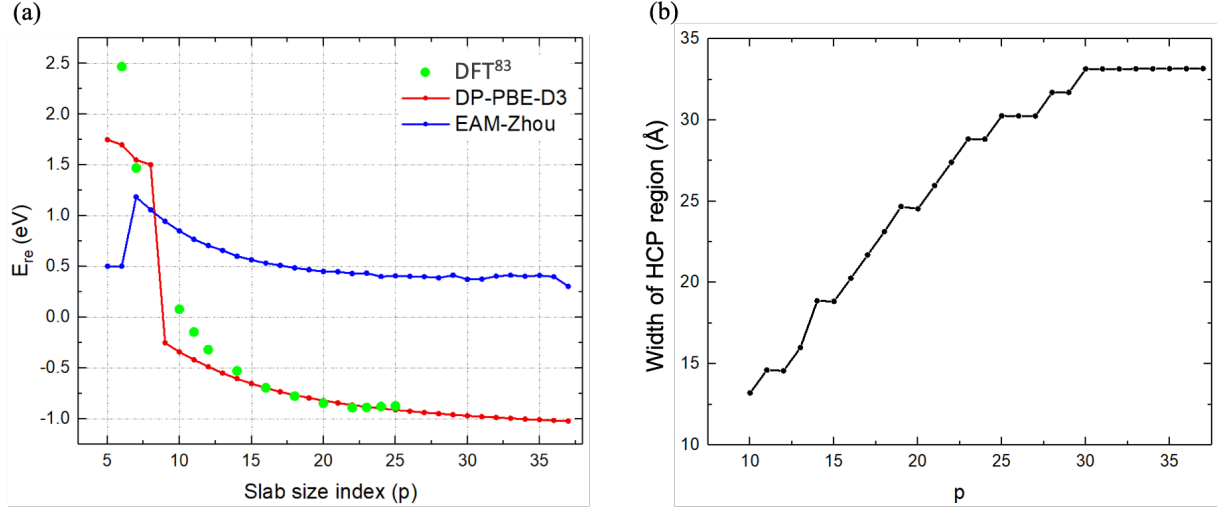 (a)
2.5
2.0
1.5
1.0
0.5
0.0
-0.5
-1.0
E_re (eV)
DFT⁸³
DP-PBE-D3
EAM-Zhou
5 10 15 20 25 30 35
Slab size index (p)
(b)
35
30
25
20
15
10
Width of HCP region (Å)
10 15 20 25 30 35
p